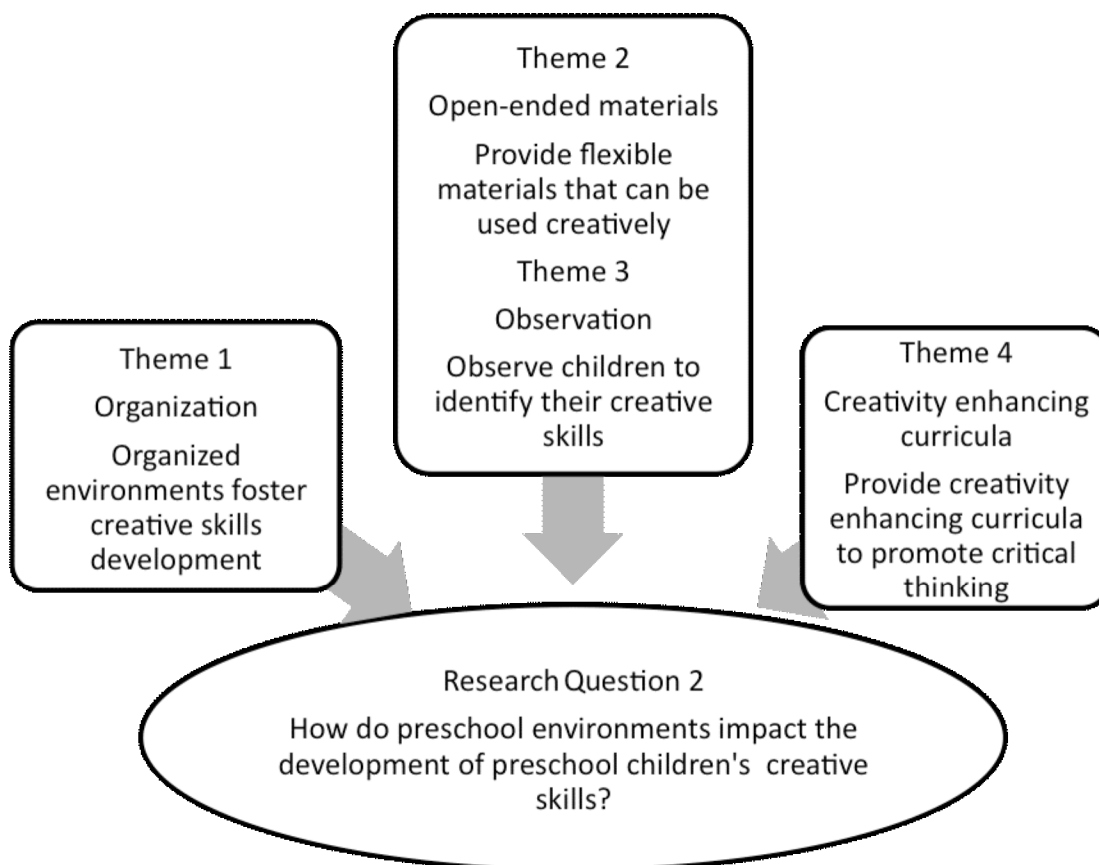 Theme 1
Organization
Organized
environments foster
creative skills
development
Theme 2
Open-ended materials
Provide flexible
materials that can be
used creatively
Theme 3
Observation
Observe children to
identify their creative
skills
Theme 4
Creativity enhancing
curricula
Provide creativity
enhancing curricula
to promote critical
thinking
Research Question 2
How do preschool environments impact the
development of preschool children's creative
skills?